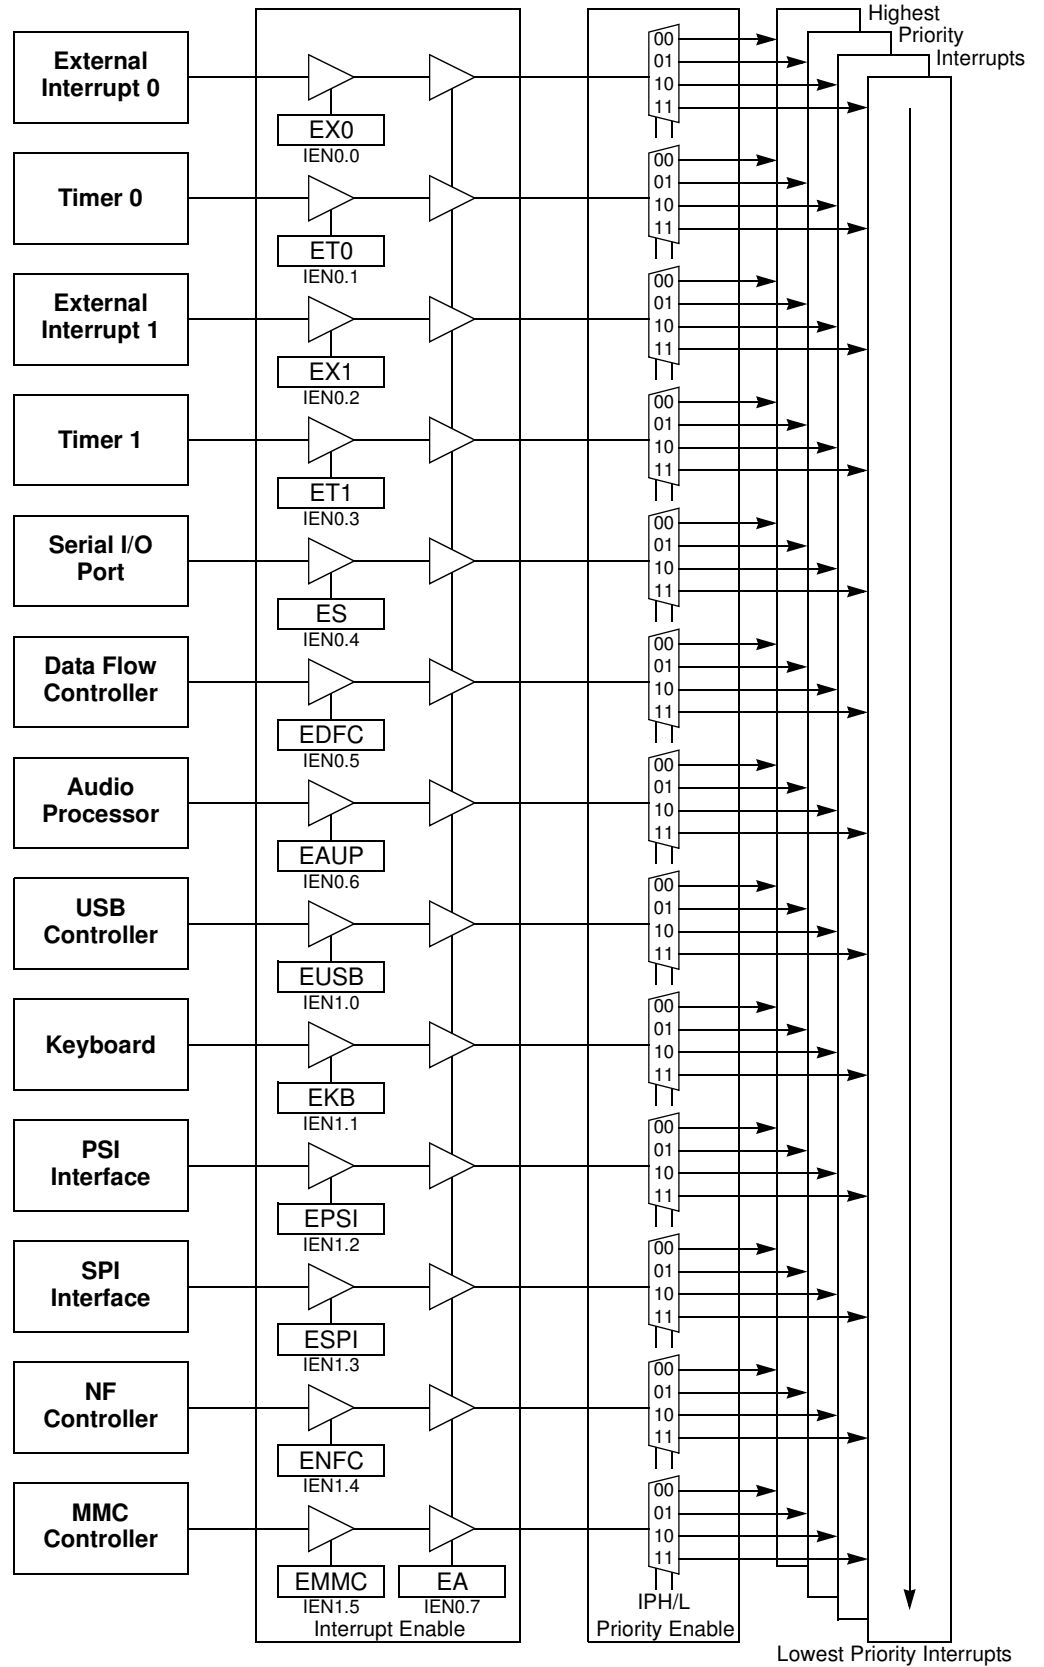 Highest
Priority
Interrupts
External
Interrupt 0
EX0
IEN0.0
00
01
10
11
Timer 0
ET0
IEN0.1
00
01
10
11
External
Interrupt 1
EX1
IEN0.2
00
01
10
11
Timer 1
ET1
IEN0.3
00
01
10
11
Serial I/O
Port
ES
IEN0.4
00
01
10
11
Data Flow
Controller
EDFC
IEN0.5
00
01
10
11
Audio
Processor
EAUP
IEN0.6
00
01
10
11
USB
Controller
EUSB
IEN1.0
00
01
10
11
Keyboard
EKB
IEN1.1
00
01
10
11
PSI
Interface
EPSI
IEN1.2
00
01
10
11
SPI
Interface
ESPI
IEN1.3
00
01
10
11
NF
Controller
ENFC
IEN1.4
00
01
10
11
MMC
Controller
EMMC
IEN1.5
EA
IEN0.7
00
01
10
11
Interrupt Enable
IPH/L
Priority Enable
Lowest Priority Interrupts